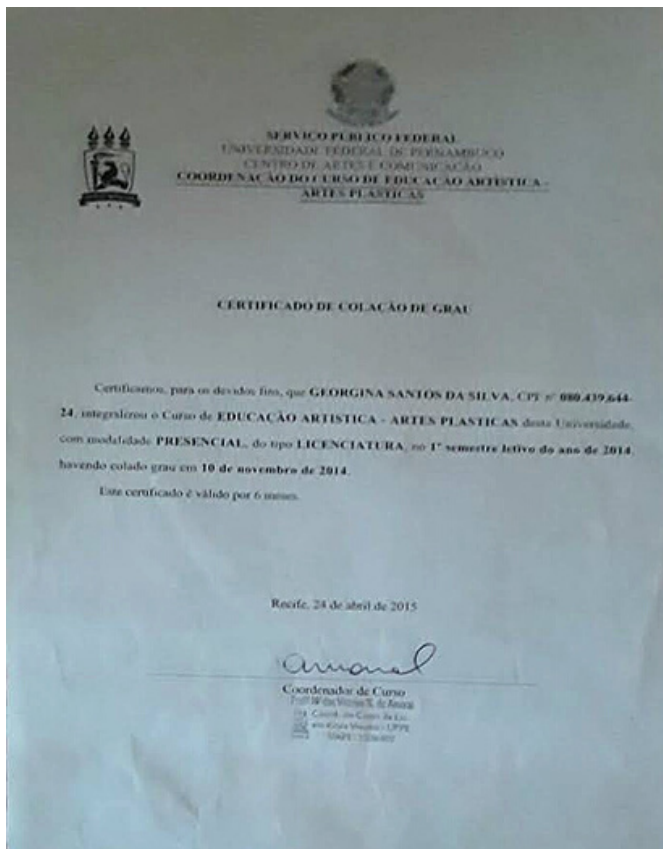 SERVIÇO PUBLICO FEDERAL
UNIVERSIDADE FEDERAL DE PERNAMBUCO
CENTRO DE ARTES E COMUNICAÇÃO
COORDENAÇÃO DO CURSO DE EDUCAÇÃO ARTISTICA -
ARTES PLASTICAS
CERTIFICADO DE COLAÇÃO DE GRAU
Certificamos, para os devidos fins, que GEORGINA SANTOS DA SILVA, CPF nº 080.439.644-
24, integralizou o Curso de EDUCAÇÃO ARTISTICA - ARTES PLASTICAS desta Universidade,
com modalidade PRESENCIAL, do tipo LICENCIATURA, no 1º semestre letivo do ano de 2014,
havendo colado grau em 10 de novembro de 2014.
Este certificado é válido por 6 meses.
Recife, 24 de abril de 2015
Coordenador de Curso